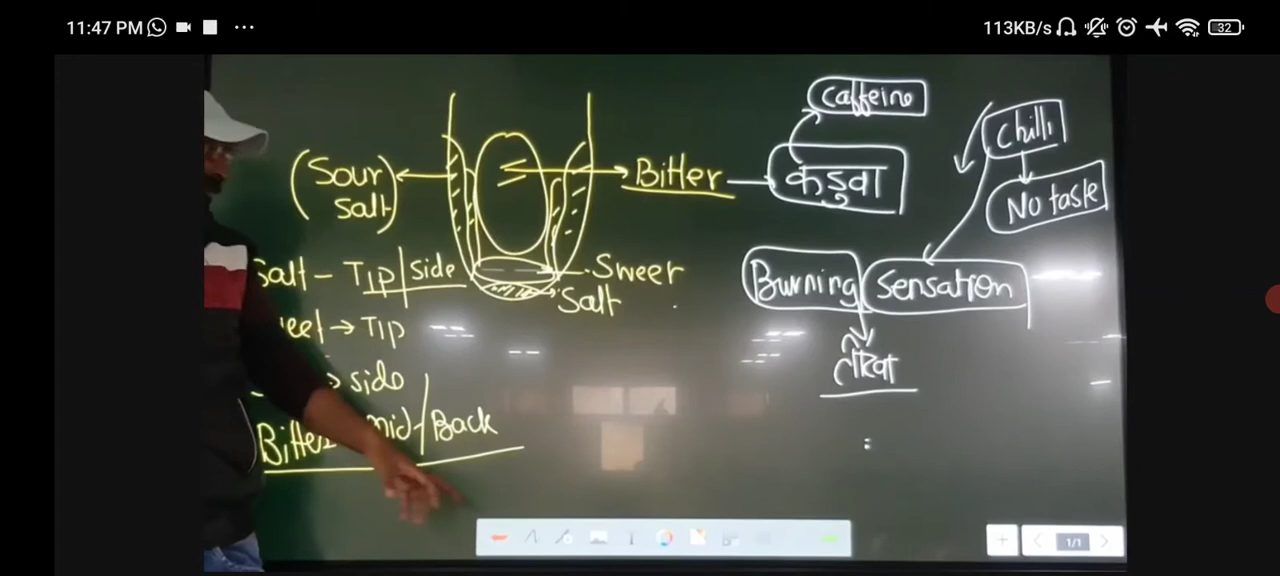 11:47 PM
113KB/s
32
Caffeine
Chilli
(Sour
Salt)
Bitter
कडुवा
No taste
Salt - TIP/Side
Sweet
Salt
Burning
Sensation
→ TIP
तीखा
→ side
Bitter
mid/Back
1/1